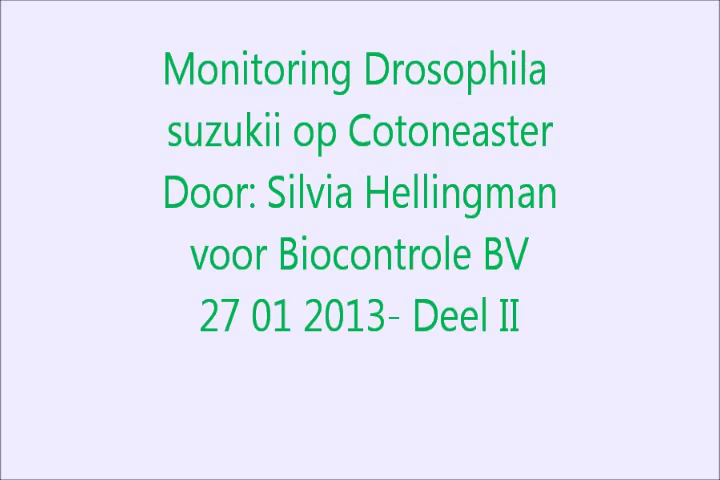 Monitoring Drosophila
suzukii op Cotoneaster
Door: Silvia Hellingman
voor Biocontrole BV
27 01 2013- Deel II